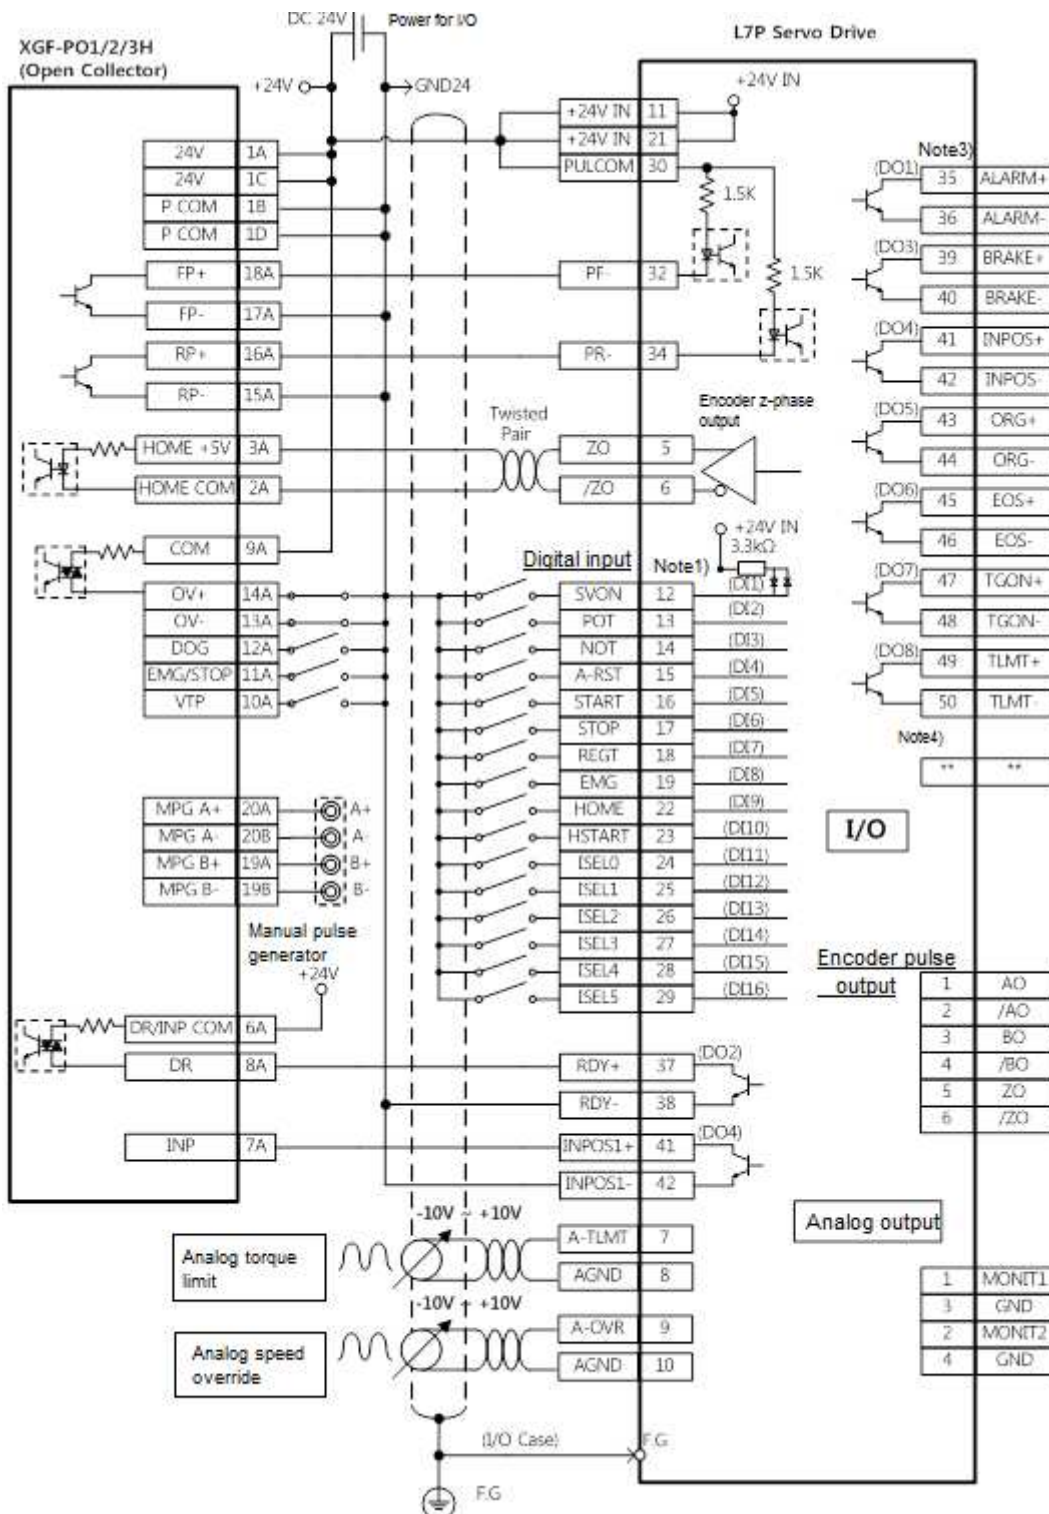 DC 24V
Power for I/O
L7P Servo Drive
XGF-PO1/2/3H
(Open Collector)
+24V
GND24
+24V IN
+24V IN 11
+24V IN 21
PULCOM 30
24V 1A
24V 1C
P COM 1B
P COM 1D
1.5K
1.5K
Note3)
(DO1) 35 ALARM+
36 ALARM-
(DO3) 39 BRAKE+
40 BRAKE-
(DO4) 41 INPOS+
42 INPOS-
(DO5) 43 ORG+
44 ORG-
(DO6) 45 EOS+
46 EOS-
(DO7) 47 TGON+
48 TGON-
(DO8) 49 TLMT+
50 TLMT-
Note4)
** **
FP+ 18A
FP- 17A
RP+ 16A
RP- 15A
PF- 32
PR- 34
Encoder z-phase
output
Twisted
Pair
HOME +5V 3A
HOME COM 2A
ZO 5
/ZO 6
+24V IN
3.3kΩ
COM 9A
OV+ 14A
OV- 13A
DOG 12A
EMG/STOP 11A
VTP 10A
Digital input
Note1)
SVON 12 (DI1)
POT 13 (DI2)
NOT 14 (DI3)
A-RST 15 (DI4)
START 16 (DI5)
STOP 17 (DI6)
REGT 18 (DI7)
EMG 19 (DI8)
HOME 22 (DI9)
HSTART 23 (DI10)
ISEL0 24 (DI11)
ISEL1 25 (DI12)
ISEL2 26 (DI13)
ISEL3 27 (DI14)
ISEL4 28 (DI15)
ISEL5 29 (DI16)
I/O
MPG A+ 20A A+
MPG A- 20B A-
MPG B+ 19A B+
MPG B- 19B B-
Manual pulse
generator
+24V
DR/INP COM 6A
DR 8A
INP 7A
Encoder pulse
output
1 AO
2 /AO
3 BO
4 /BO
5 ZO
6 /ZO
RDY+ 37 (DO2)
RDY- 38
INPOS1+ 41 (DO4)
INPOS1- 42
Analog output
1 MONIT1
3 GND
2 MONIT2
4 GND
-10V ~ +10V
Analog torque
limit
A-TLMT 7
AGND 8
-10V ~ +10V
Analog speed
override
A-OVR 9
AGND 10
(I/O Case)
F.G
F.G